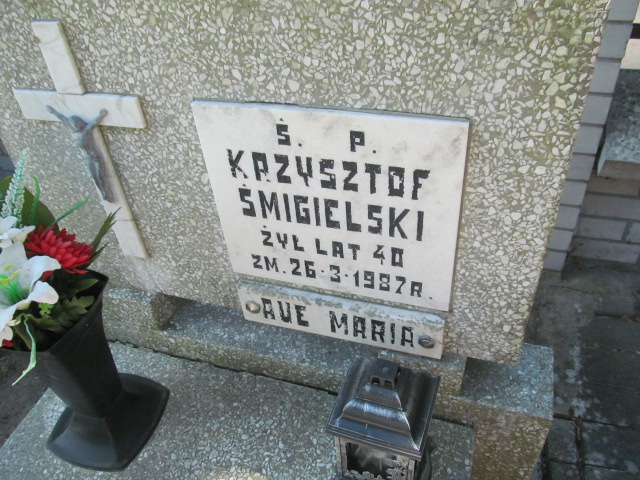 Ś. P.
KRZYSZTOF
ŚMIGIELSKI
ŻYŁ LAT 40
ZM. 26·3·1987R.
AVE MARIA